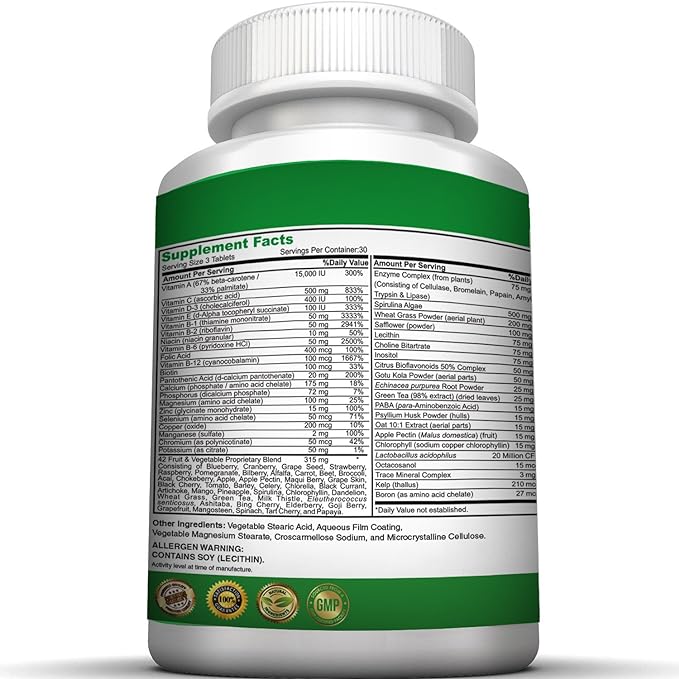 Supplement Facts
Serving Size 3 Tablets Servings Per Container:30
Amount Per Serving %Daily Value
Vitamin A (67% beta-carotene / 15,000 IU 300%
33% palmitate)
Vitamin C (ascorbic acid) 500 mg 833%
Vitamin D-3 (cholecalciferol) 400 IU 100%
Vitamin E (d-Alpha tocopheryl succinate) 100 IU 333%
Vitamin B-1 (thiamine mononitrate) 50 mg 3333%
Vitamin B-2 (riboflavin) 50 mg 2941%
Niacin (niacin granular) 10 mg 50%
Vitamin B-6 (pyridoxine HCl) 50 mg 2500%
Folic Acid 400 mcg 100%
Vitamin B-12 (cyanocobalamin) 100 mcg 1667%
Biotin 100 mcg 33%
Pantothenic Acid (d-calcium pantothenate) 20 mg 200%
Calcium (phosphate / amino acid chelate) 175 mg 18%
Phosphorus (dicalcium phosphate) 72 mg 7%
Magnesium (amino acid chelate) 100 mg 25%
Zinc (glycinate monohydrate) 15 mg 100%
Selenium (amino acid chelate) 50 mcg 71%
Copper (oxide) 200 mcg 10%
Manganese (sulfate) 2 mg 100%
Chromium (as polynicotinate) 50 mcg 42%
Potassium (as citrate) 50 mg 1%
42 Fruit & Vegetable Proprietary Blend 315 mg *
Consisting of Blueberry, Cranberry, Grape Seed, Strawberry,
Raspberry, Pomegranate, Bilberry, Alfalfa, Carrot, Beet, Broccoli,
Acai, Chokeberry, Apple, Apple Pectin, Maqui Berry, Grape Skin,
Black Cherry, Tomato, Barley, Celery, Chlorella, Black Currant,
Artichoke, Mango, Pineapple, Spirulina, Chlorophyllin, Dandelion,
Wheat Grass, Green Tea, Milk Thistle, Eleutherococcus
senticosus, Ashitaba, Bing Cherry, Elderberry, Goji Berry,
Grapefruit, Mangosteen, Spinach, Tart Cherry, and Papaya.
Amount Per Serving %Daily
Enzyme Complex (from plants) 75 mg
(Consisting of Cellulase, Bromelain, Papain, Amyl
Trypsin & Lipase)
Spirulina Algae 500 mg
Wheat Grass Powder (aerial plant) 200 mg
Safflower (powder) 100 mg
Lecithin 75 mg
Choline Bitartrate 75 mg
Inositol 75 mg
Citrus Bioflavonoids 50% Complex 50 mg
Gotu Kola Powder (aerial parts) 50 mg
Echinacea purpurea Root Powder 25 mg
Green Tea (98% extract) (dried leaves) 25 mg
PABA (para-Aminobenzoic Acid) 15 mg
Psyllium Husk Powder (hulls) 15 mg
Oat 10:1 Extract (aerial parts) 15 mg
Apple Pectin (Malus domestica) (fruit) 15 mg
Chlorophyll (sodium copper chlorophyllin) 15 mg
Lactobacillus acidophilus 20 Million CF
Octacosanol 15 mc
Trace Mineral Complex 3 mg
Kelp (thallus) 210 mc
Boron (as amino acid chelate) 27 mc
*Daily Value not established.
Other Ingredients: Vegetable Stearic Acid, Aqueous Film Coating,
Vegetable Magnesium Stearate, Croscarmellose Sodium, and Microcrystalline Cellulose.
ALLERGEN WARNING:
CONTAINS SOY (LECITHIN).
Activity level at time of manufacture.
100%
NATURAL
INGREDIENTS
GMP